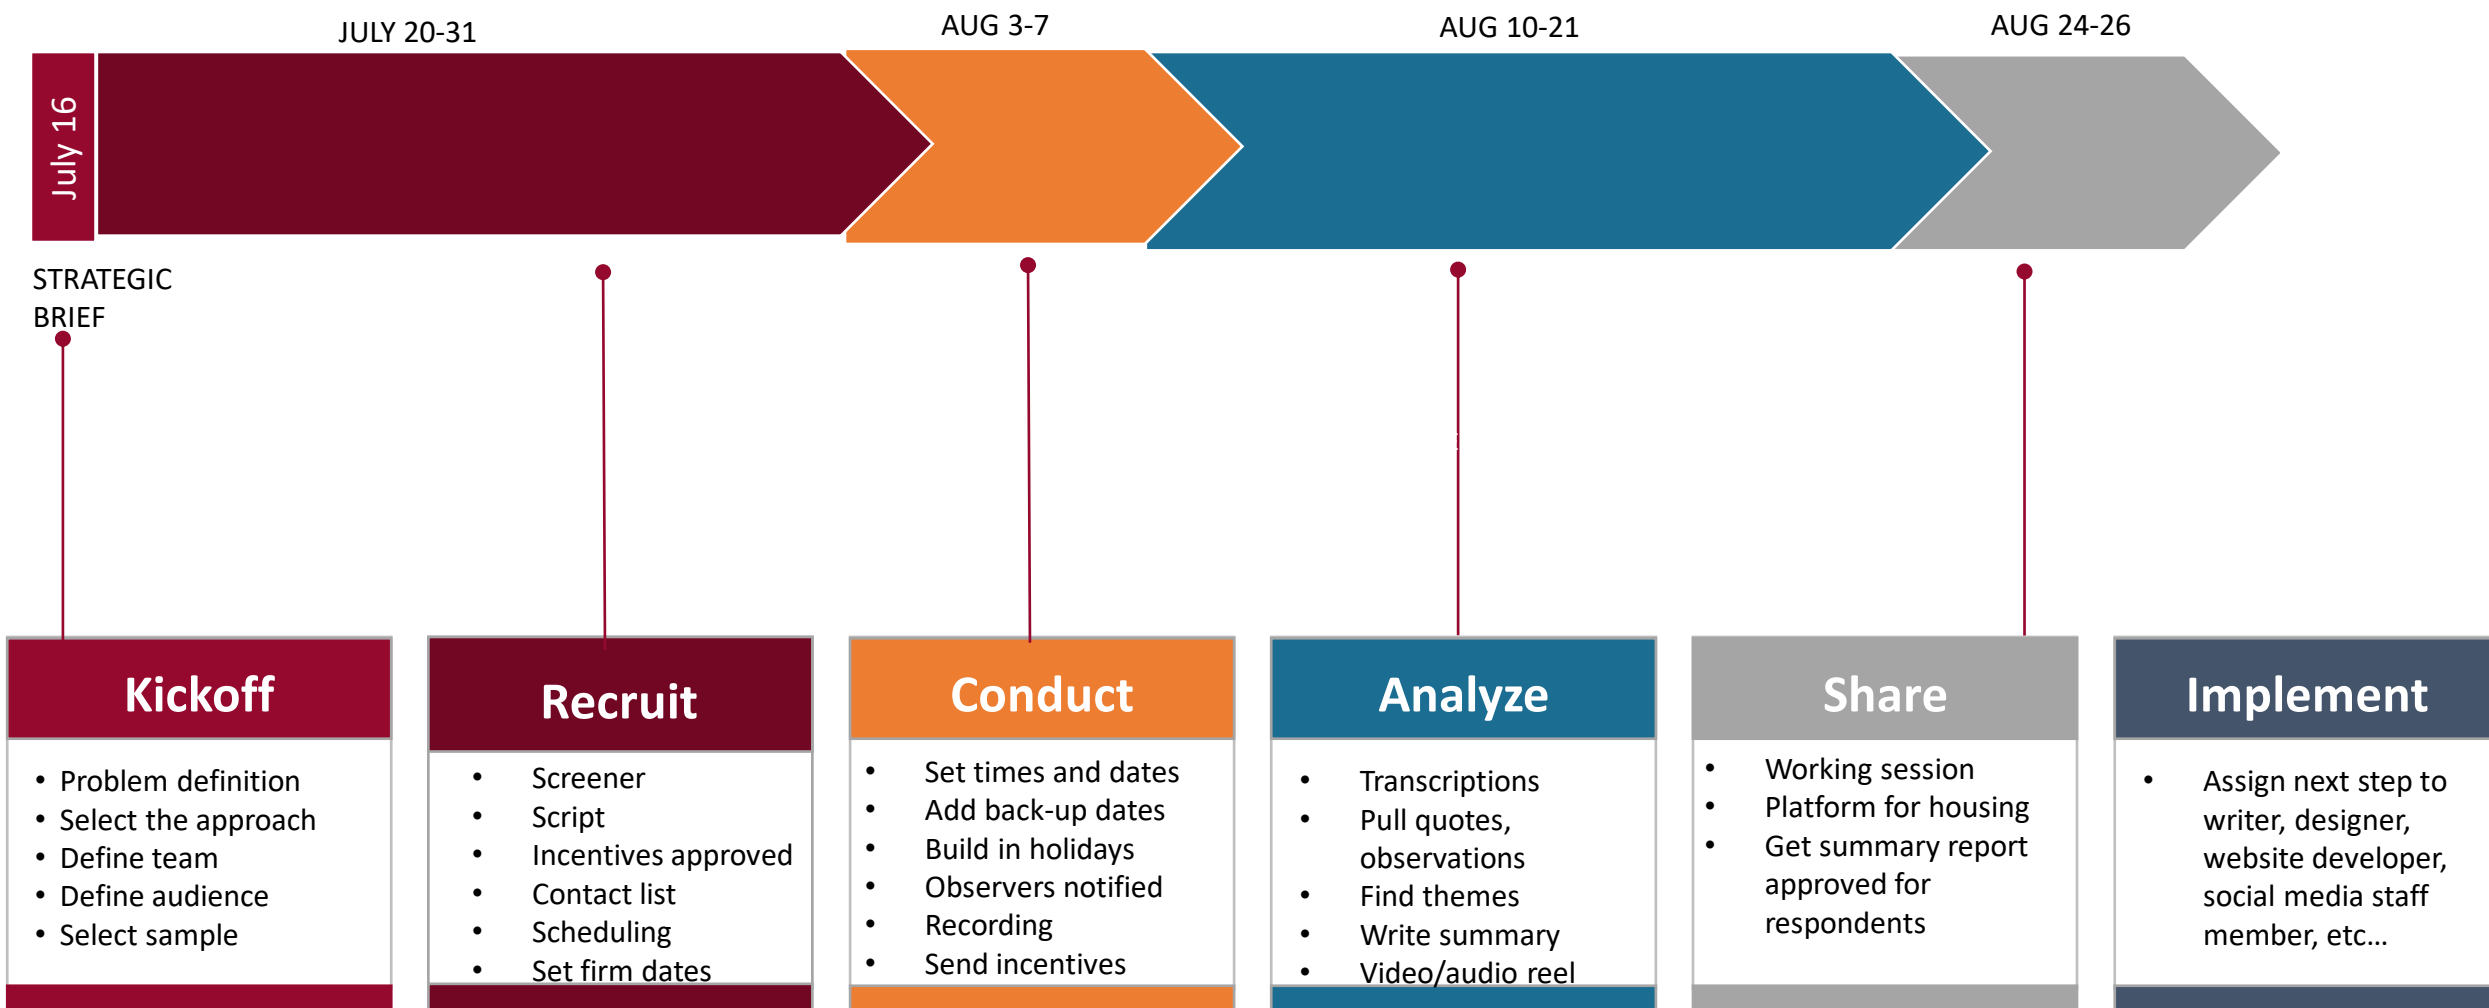 JULY 20-31
AUG 3-7
AUG 10-21
AUG 24-26
July 16
STRATEGIC
BRIEF
Kickoff
• Problem definition
• Select the approach
• Define team
• Define audience
• Select sample
Recruit
• Screener
• Script
• Incentives approved
• Contact list
• Scheduling
• Set firm dates
Conduct
• Set times and dates
• Add back-up dates
• Build in holidays
• Observers notified
• Recording
• Send incentives
Analyze
• Transcriptions
• Pull quotes,
observations
• Find themes
• Write summary
• Video/audio reel
Share
• Working session
• Platform for housing
• Get summary report
approved for
respondents
Implement
• Assign next step to
writer, designer,
website developer,
social media staff
member, etc...